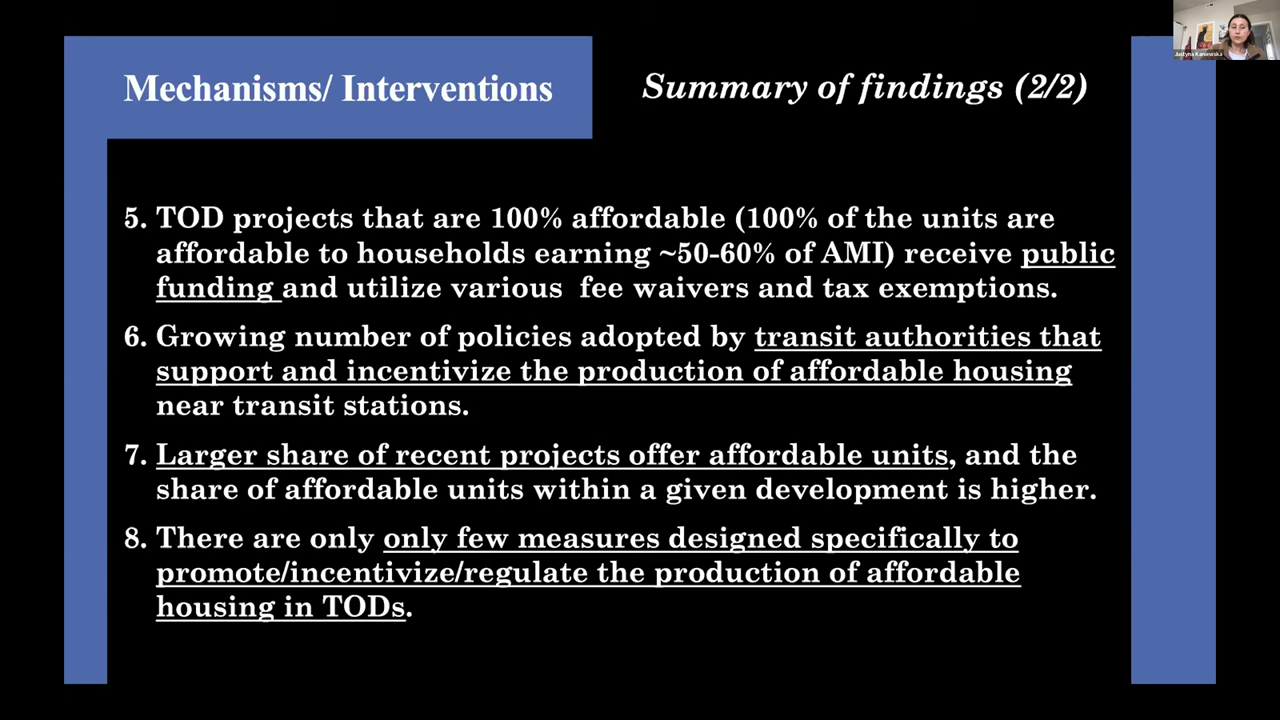 Mechanisms/ Interventions
Summary of findings (2/2)
Justyna Kaniewska
5. TOD projects that are 100% affordable (100% of the units are
affordable to households earning ~50-60% of AMI) receive public
funding and utilize various fee waivers and tax exemptions.
6. Growing number of policies adopted by transit authorities that
support and incentivize the production of affordable housing
near transit stations.
7. Larger share of recent projects offer affordable units, and the
share of affordable units within a given development is higher.
8. There are only only few measures designed specifically to
promote/incentivize/regulate the production of affordable
housing in TODs.